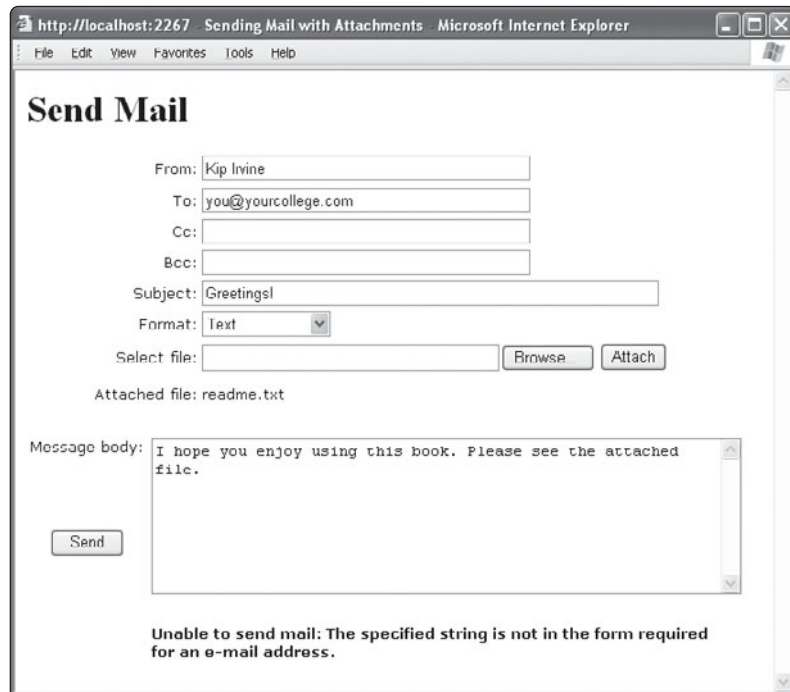 http://localhost:2267 - Sending Mail with Attachments - Microsoft Internet Explorer
File Edit View Favorites Tools Help
Send Mail
From: Kip Irvine
To: you@yourcollege.com
Cc:
Bcc:
Subject: Greetings!
Format: Text
Select file: Browse... Attach
Attached file: readme.txt
Message body: I hope you enjoy using this book. Please see the attached
file.
Send
Unable to send mail: The specified string is not in the form required
for an e-mail address.